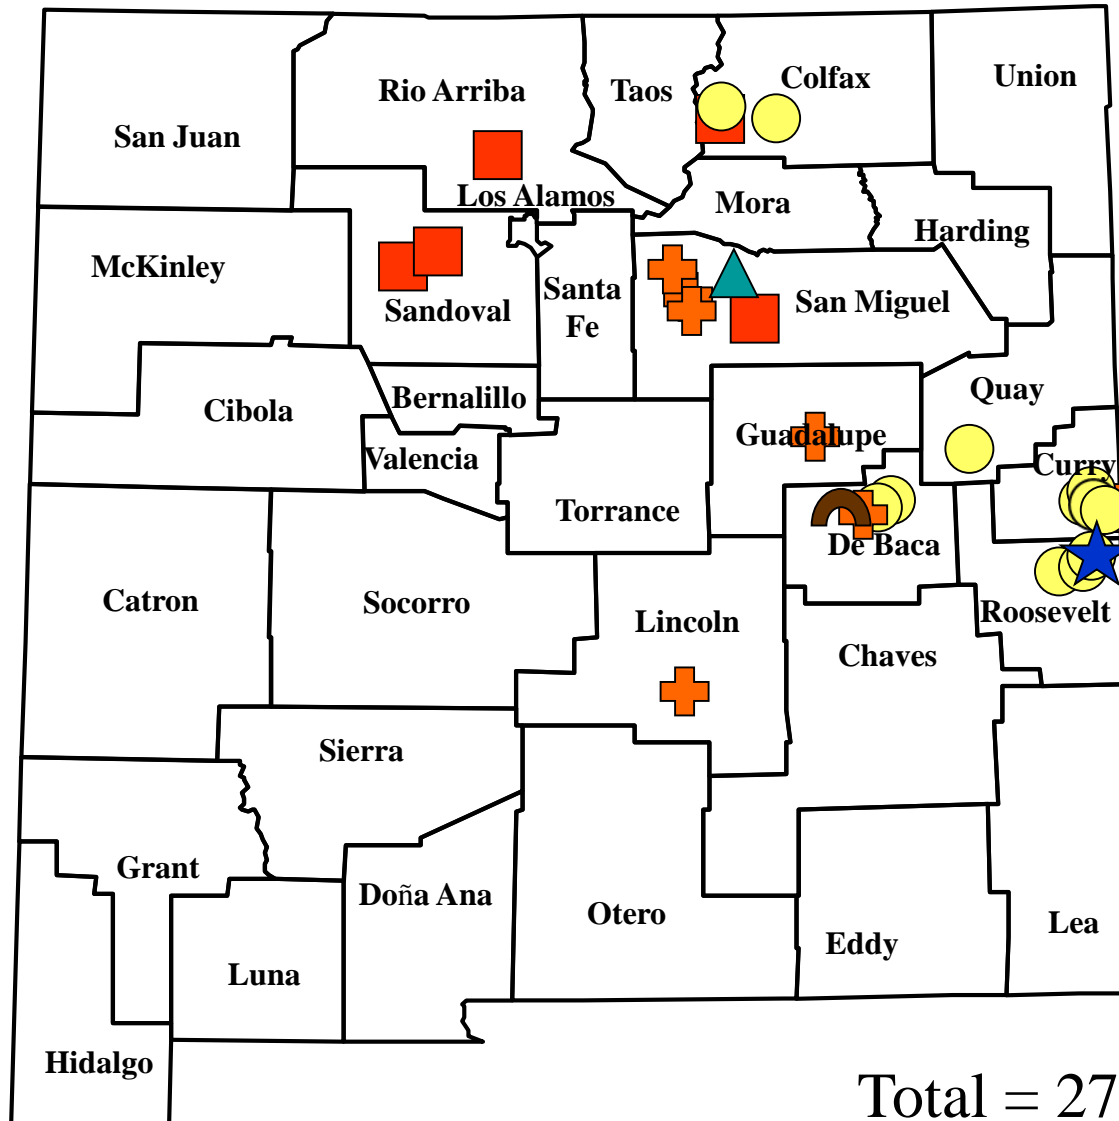 Union
Colfax
Rio Arriba
Taos
San Juan
Los Alamos
Mora
Harding
McKinley
Santa
Fe
San Miguel
Sandoval
Quay
Bernalillo
Cibola
Guadalupe
Valencia
Curry
Torrance
De Baca
Catron
Socorro
Roosevelt
Lincoln
Chaves
Sierra
Grant
Doña Ana
Otero
Lea
Eddy
Luna
Hidalgo
Total = 27